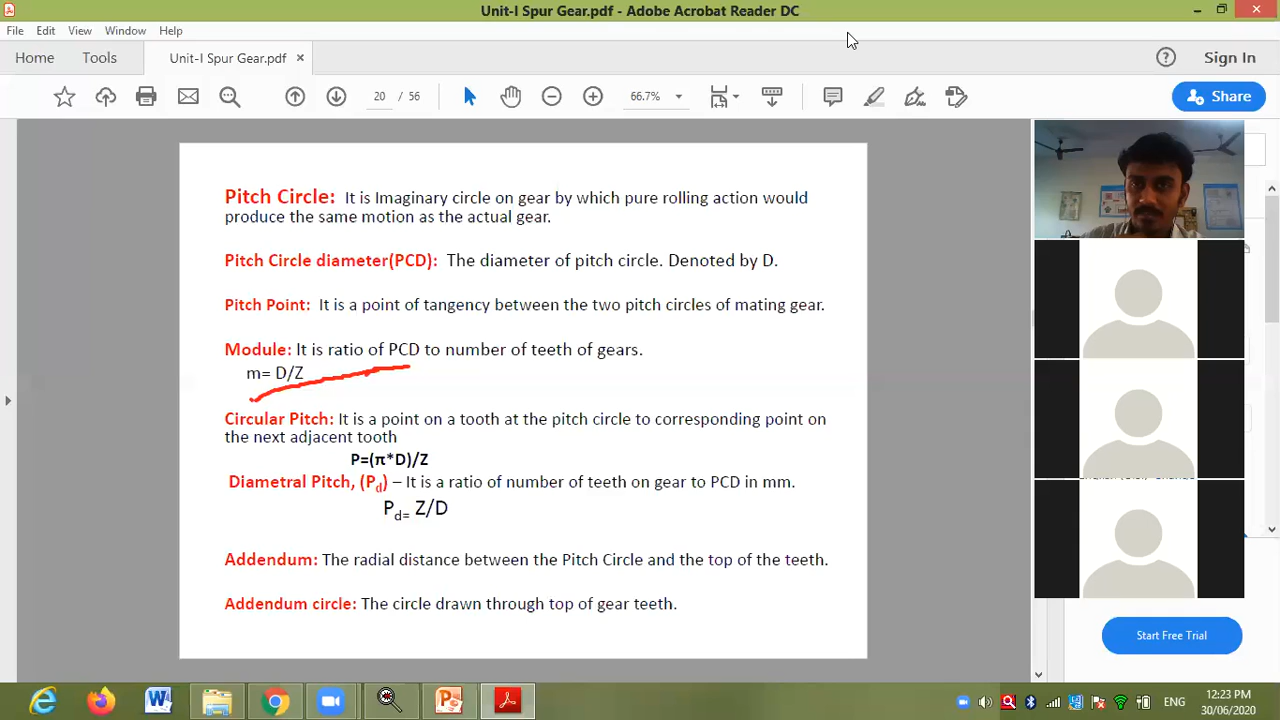 Unit-I Spur Gear.pdf - Adobe Acrobat Reader DC
File Edit View Window Help
Home Tools Unit-I Spur Gear.pdf × Sign In
20 / 56 66.7% Share
Pitch Circle: It is Imaginary circle on gear by which pure rolling action would
produce the same motion as the actual gear.
Pitch Circle diameter(PCD): The diameter of pitch circle. Denoted by D.
Pitch Point: It is a point of tangency between the two pitch circles of mating gear.
Module: It is ratio of PCD to number of teeth of gears.
m= D/Z
Circular Pitch: It is a point on a tooth at the pitch circle to corresponding point on
the next adjacent tooth
P=(π*D)/Z
Diametral Pitch, (Pd) – It is a ratio of number of teeth on gear to PCD in mm.
Pd= Z/D
Addendum: The radial distance between the Pitch Circle and the top of the teeth.
Addendum circle: The circle drawn through top of gear teeth.
Start Free Trial
ENG
12:23 PM
30/06/2020